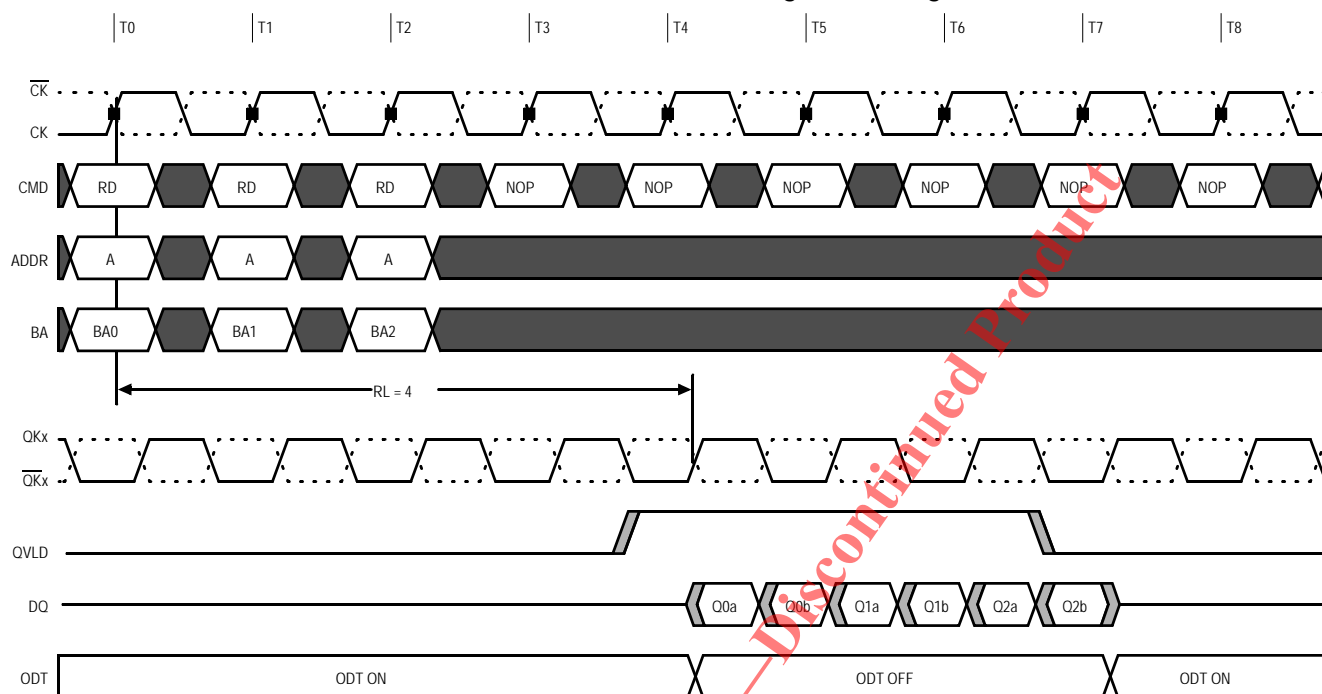 T0 T1 T2 T3 T4 T5 T6 T7 T8
CK
CK
CMD RD RD RD NOP NOP NOP NOP NOP NOP
ADDR A A A
BA BA0 BA1 BA2
RL = 4
QKx
QKx
QVLD
DQ Q0a Q0b Q1a Q1b Q2a Q2b
ODT ODT ON ODT OFF ODT ON
—Discontinued Product